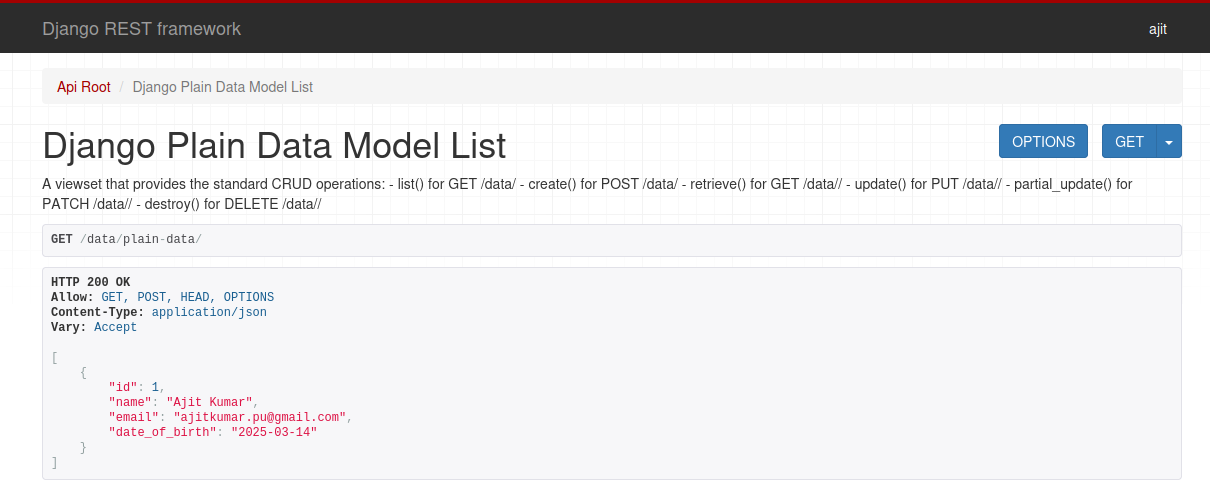 Django REST framework
ajit
Api Root / Django Plain Data Model List
Django Plain Data Model List
OPTIONS
GET
A viewset that provides the standard CRUD operations: - list() for GET /data/ - create() for POST /data/ - retrieve() for GET /data// - update() for PUT /data// - partial_update() for
PATCH /data// - destroy() for DELETE /data//
GET /data/plain-data/
HTTP 200 OK
Allow: GET, POST, HEAD, OPTIONS
Content-Type: application/json
Vary: Accept
[
    {
        "id": 1,
        "name": "Ajit Kumar",
        "email": "ajitkumar.pu@gmail.com",
        "date_of_birth": "2025-03-14"
    }
]